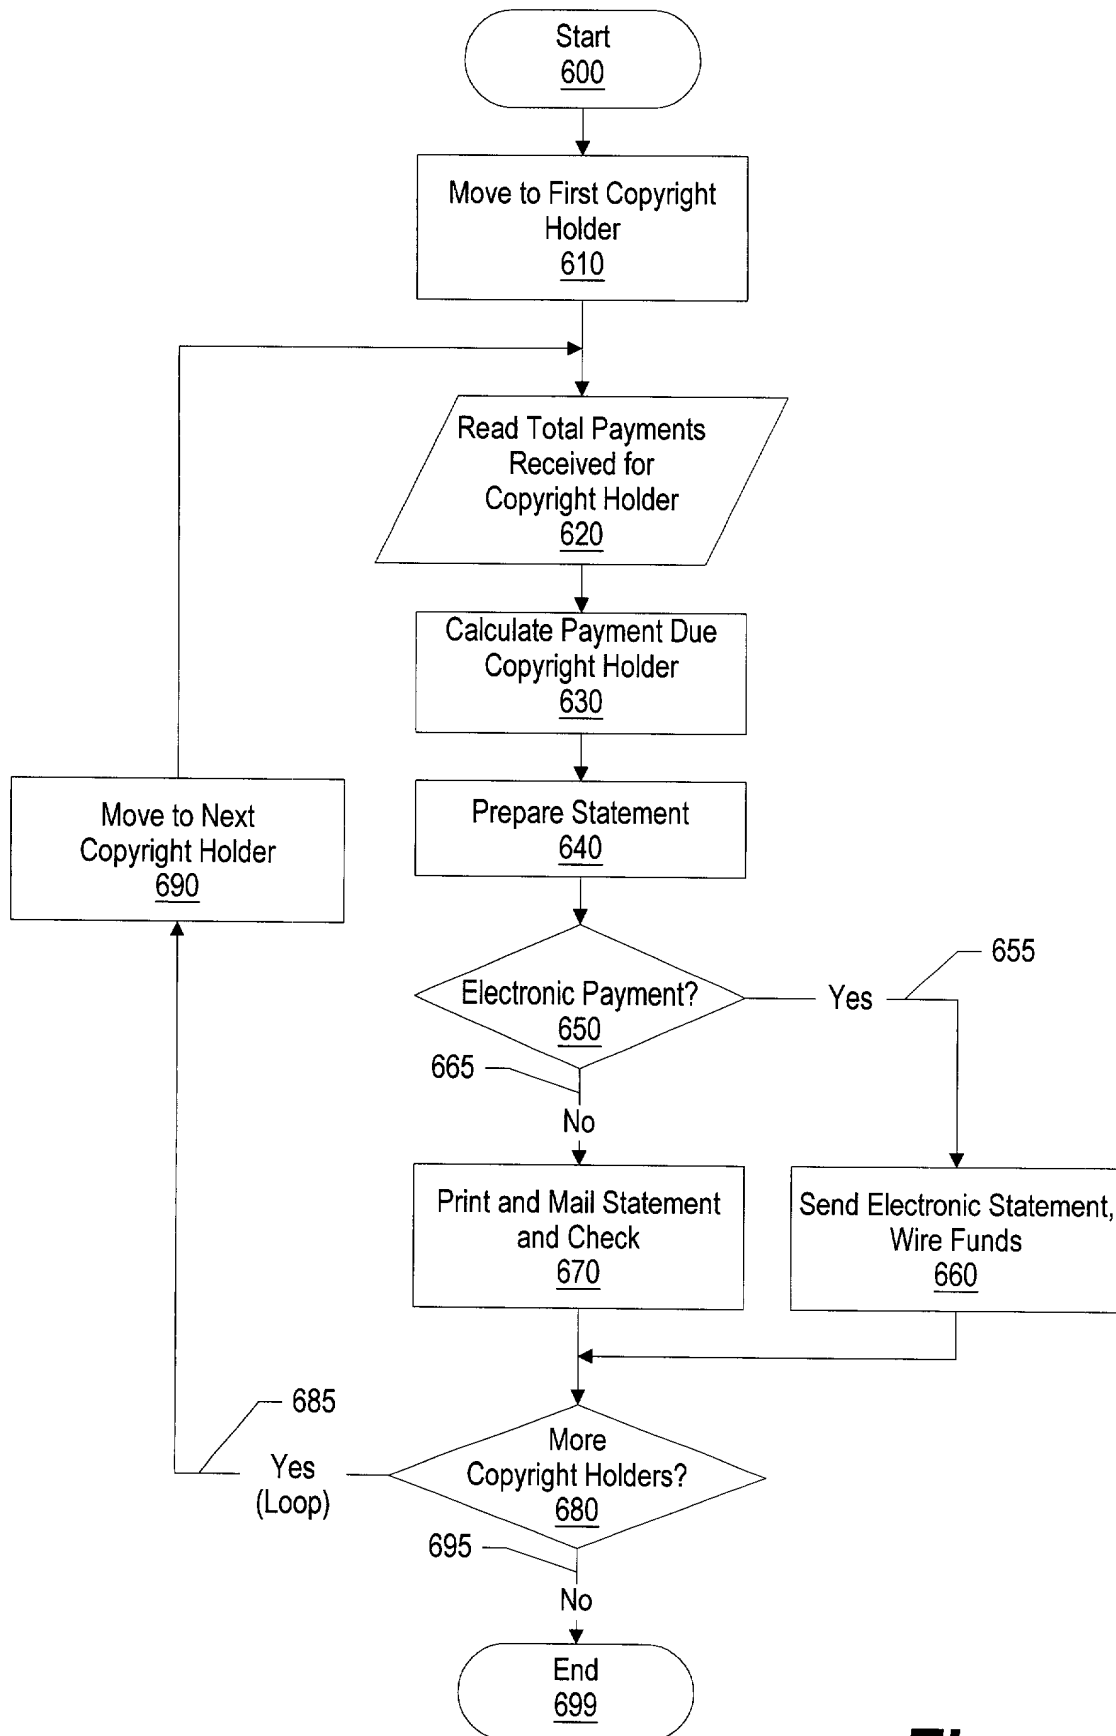 Start
600
Move to First Copyright
Holder
610
Read Total Payments
Received for
Copyright Holder
620
Calculate Payment Due
Copyright Holder
630
Prepare Statement
640
Move to Next
Copyright Holder
690
Electronic Payment?
650
Yes
655
665
No
Print and Mail Statement
and Check
670
Send Electronic Statement,
Wire Funds
660
More
Copyright Holders?
680
685
Yes
(Loop)
695
No
End
699